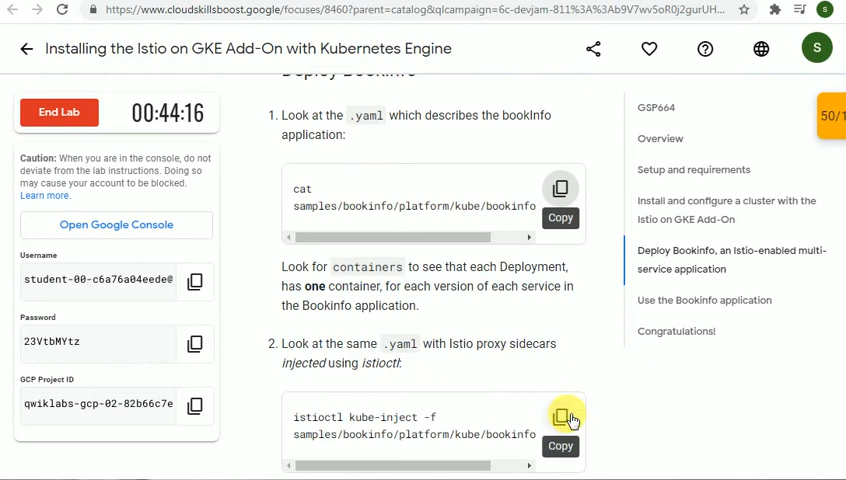 https://www.cloudskillsboost.google/focuses/8460?parent=catalog&qlcampaign=6c-devjam-811%3A%3Ab9V7wv5oR0j2gurUH...
S
Installing the Istio on GKE Add-On with Kubernetes Engine
S
End Lab
00:44:16
Caution: When you are in the console, do not
deviate from the lab instructions. Doing so
may cause your account to be blocked.
Learn more.
Open Google Console
Username
student-00-c6a76a04eede@
Password
23VtbMYtz
GCP Project ID
qwiklabs-gcp-02-82b66c7e
Deploy Bookinfo
1. Look at the .yaml which describes the bookInfo
application:
cat
samples/bookinfo/platform/kube/bookinfo
Copy
Look for containers to see that each Deployment,
has one container, for each version of each service in
the Bookinfo application.
2. Look at the same .yaml with Istio proxy sidecars
injected using istioctl:
istioctl kube-inject -f
samples/bookinfo/platform/kube/bookinfo
Copy
GSP664
Overview
Setup and requirements
Install and configure a cluster with the
Istio on GKE Add-On
Deploy Bookinfo, an Istio-enabled multi-
service application
Use the Bookinfo application
Congratulations!
50/1